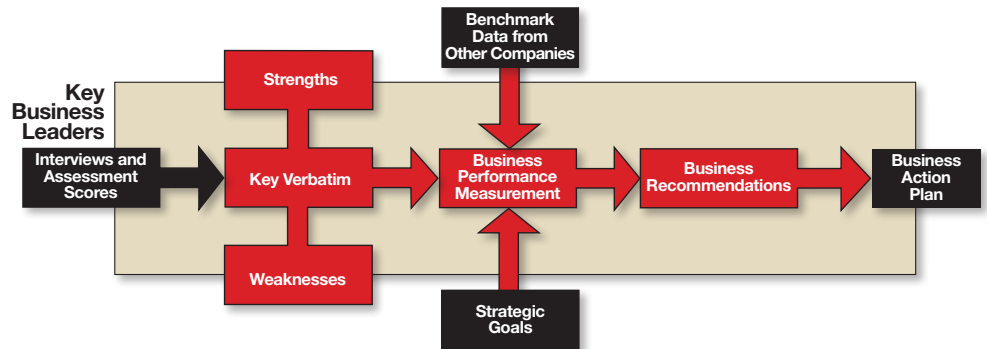 Key
Business
Leaders
Interviews and
Assessment
Scores
Strengths
Key Verbatim
Weaknesses
Benchmark
Data from
Other Companies
Business
Performance
Measurement
Strategic
Goals
Business
Recommendations
Business
Action
Plan